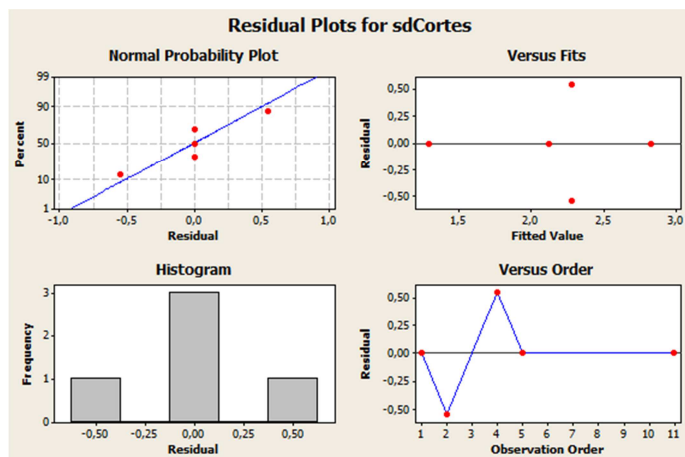 Residual Plots for sdCortes
Normal Probability Plot
99
90
50
10
1
Percent
-1,0 -0,5 0,0 0,5 1,0
Residual
Versus Fits
0,50
0,25
0,00
-0,25
-0,50
Residual
1,5 2,0 2,5 3,0
Fitted Value
Histogram
3
2
1
0
Frequency
-0,50 -0,25 0,00 0,25 0,50
Residual
Versus Order
0,50
0,25
0,00
-0,25
-0,50
Residual
1 2 3 4 5 6 7 8 9 10 11
Observation Order